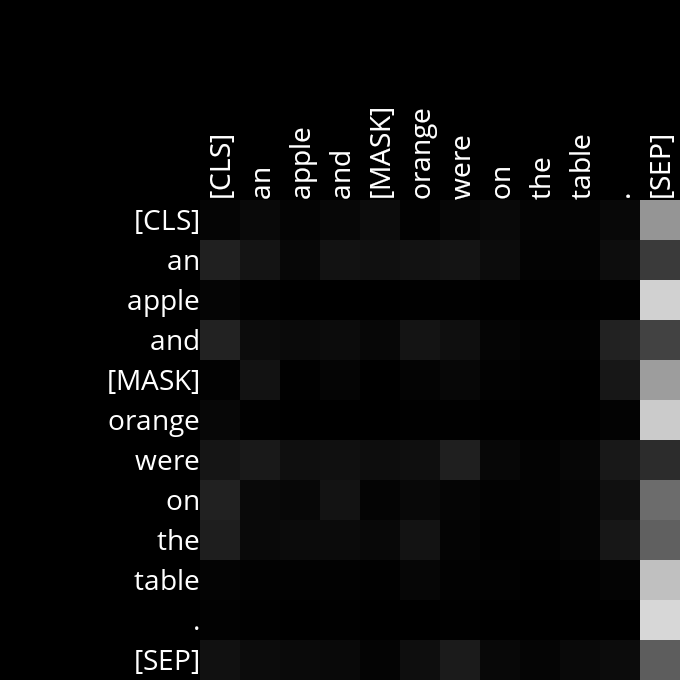 [CLS] an apple and [MASK] orange were on the table . [SEP]
[CLS]
an
apple
and
[MASK]
orange
were
on
the
table
.
[SEP]